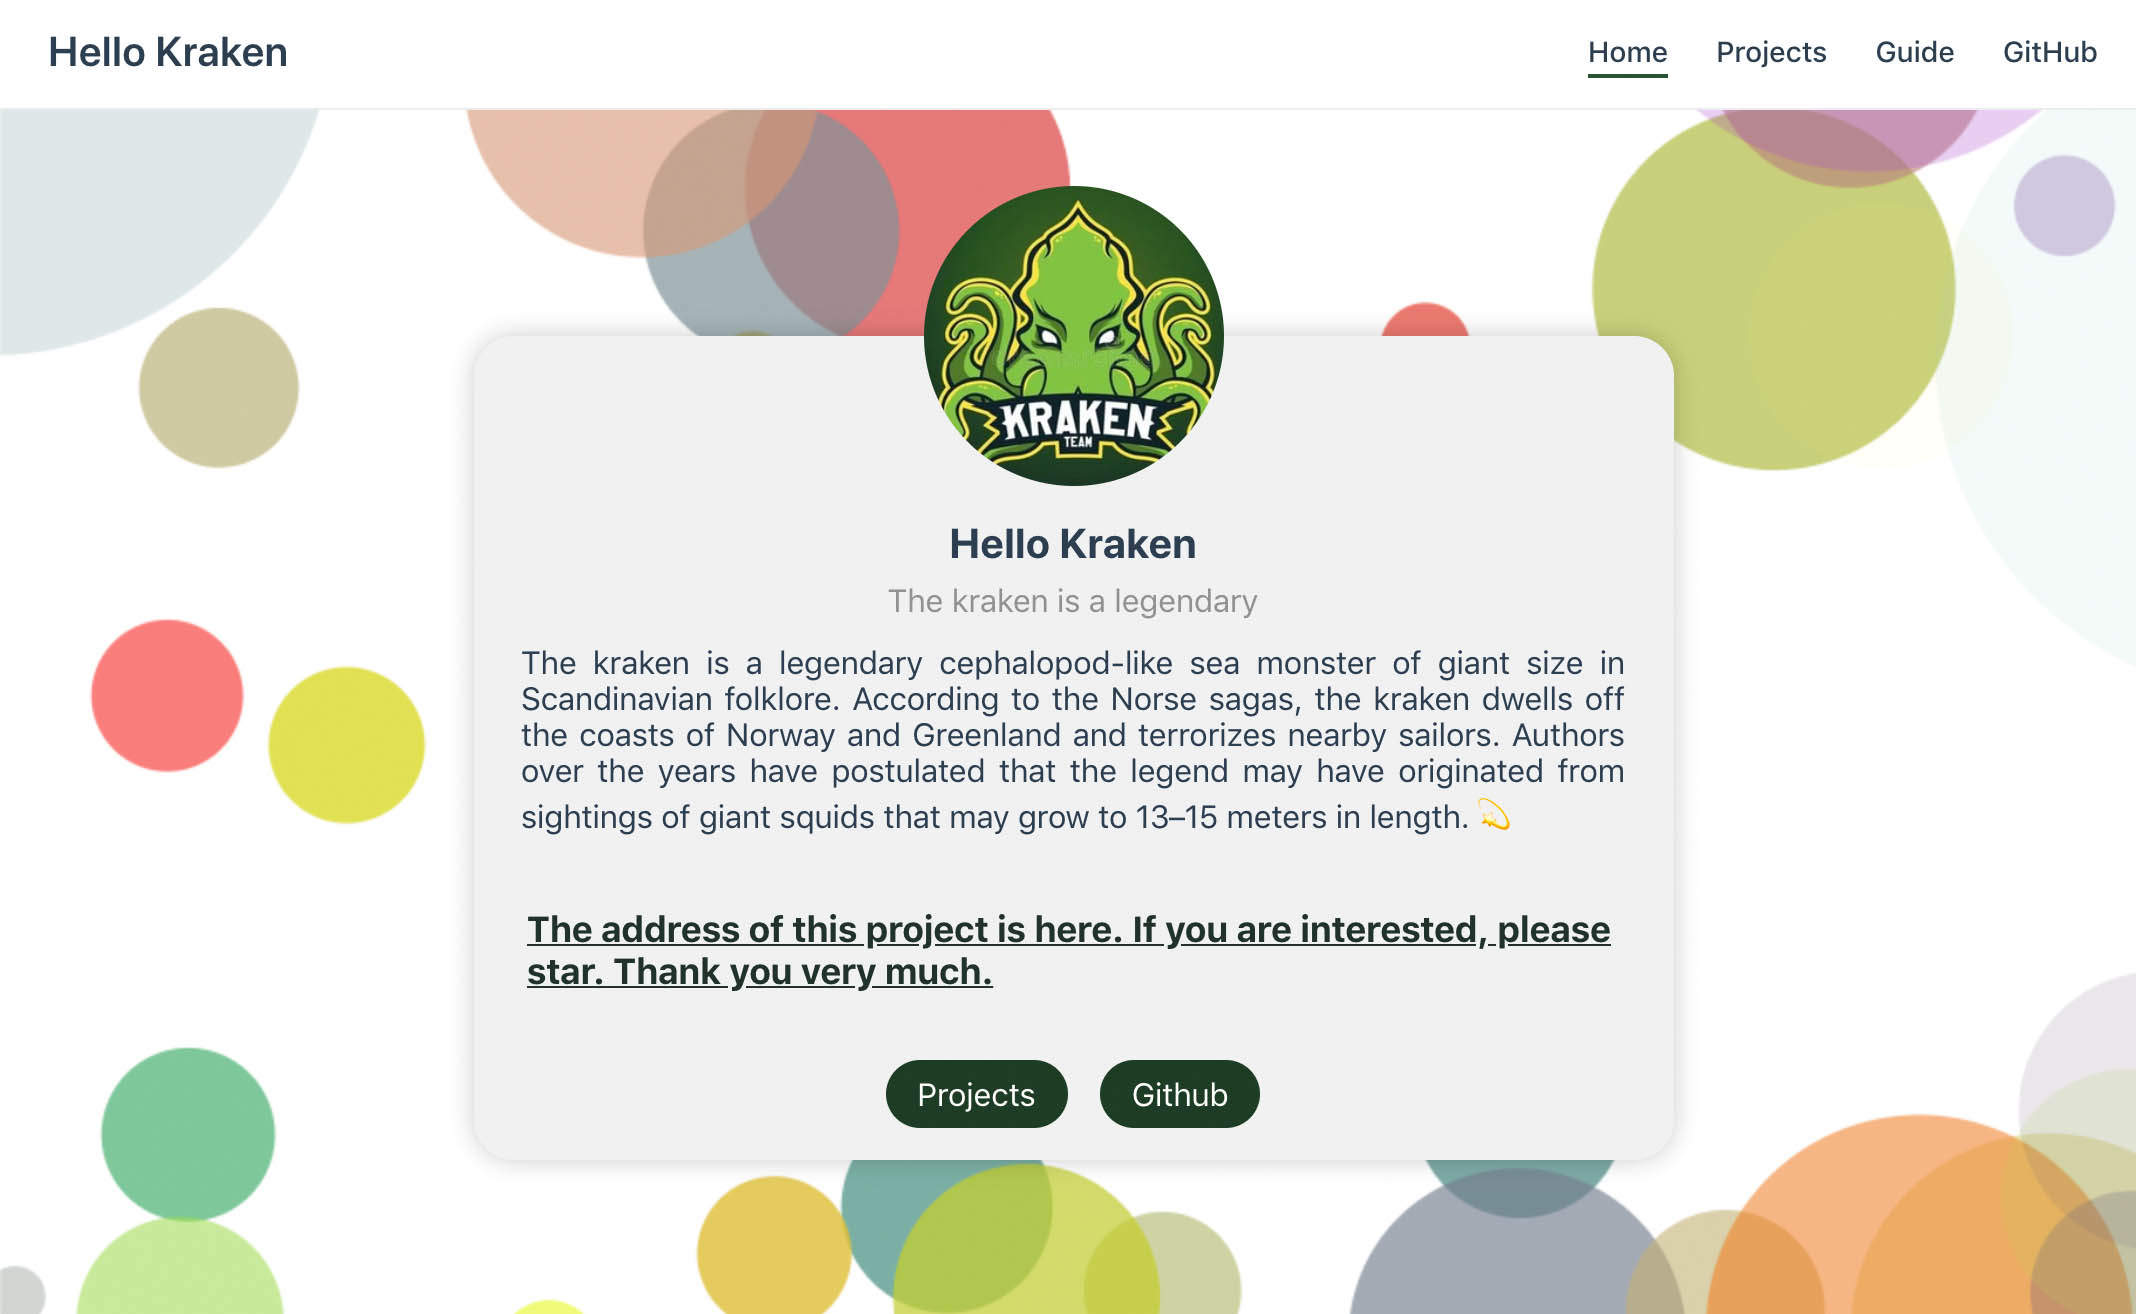 Hello Kraken
Home Projects Guide GitHub
KRAKEN
TEAM
Hello Kraken
The kraken is a legendary
The kraken is a legendary cephalopod-like sea monster of giant size in
Scandinavian folklore. According to the Norse sagas, the kraken dwells off
the coasts of Norway and Greenland and terrorizes nearby sailors. Authors
over the years have postulated that the legend may have originated from
sightings of giant squids that may grow to 13–15 meters in length. 💫
The address of this project is here. If you are interested, please
star. Thank you very much.
Projects Github